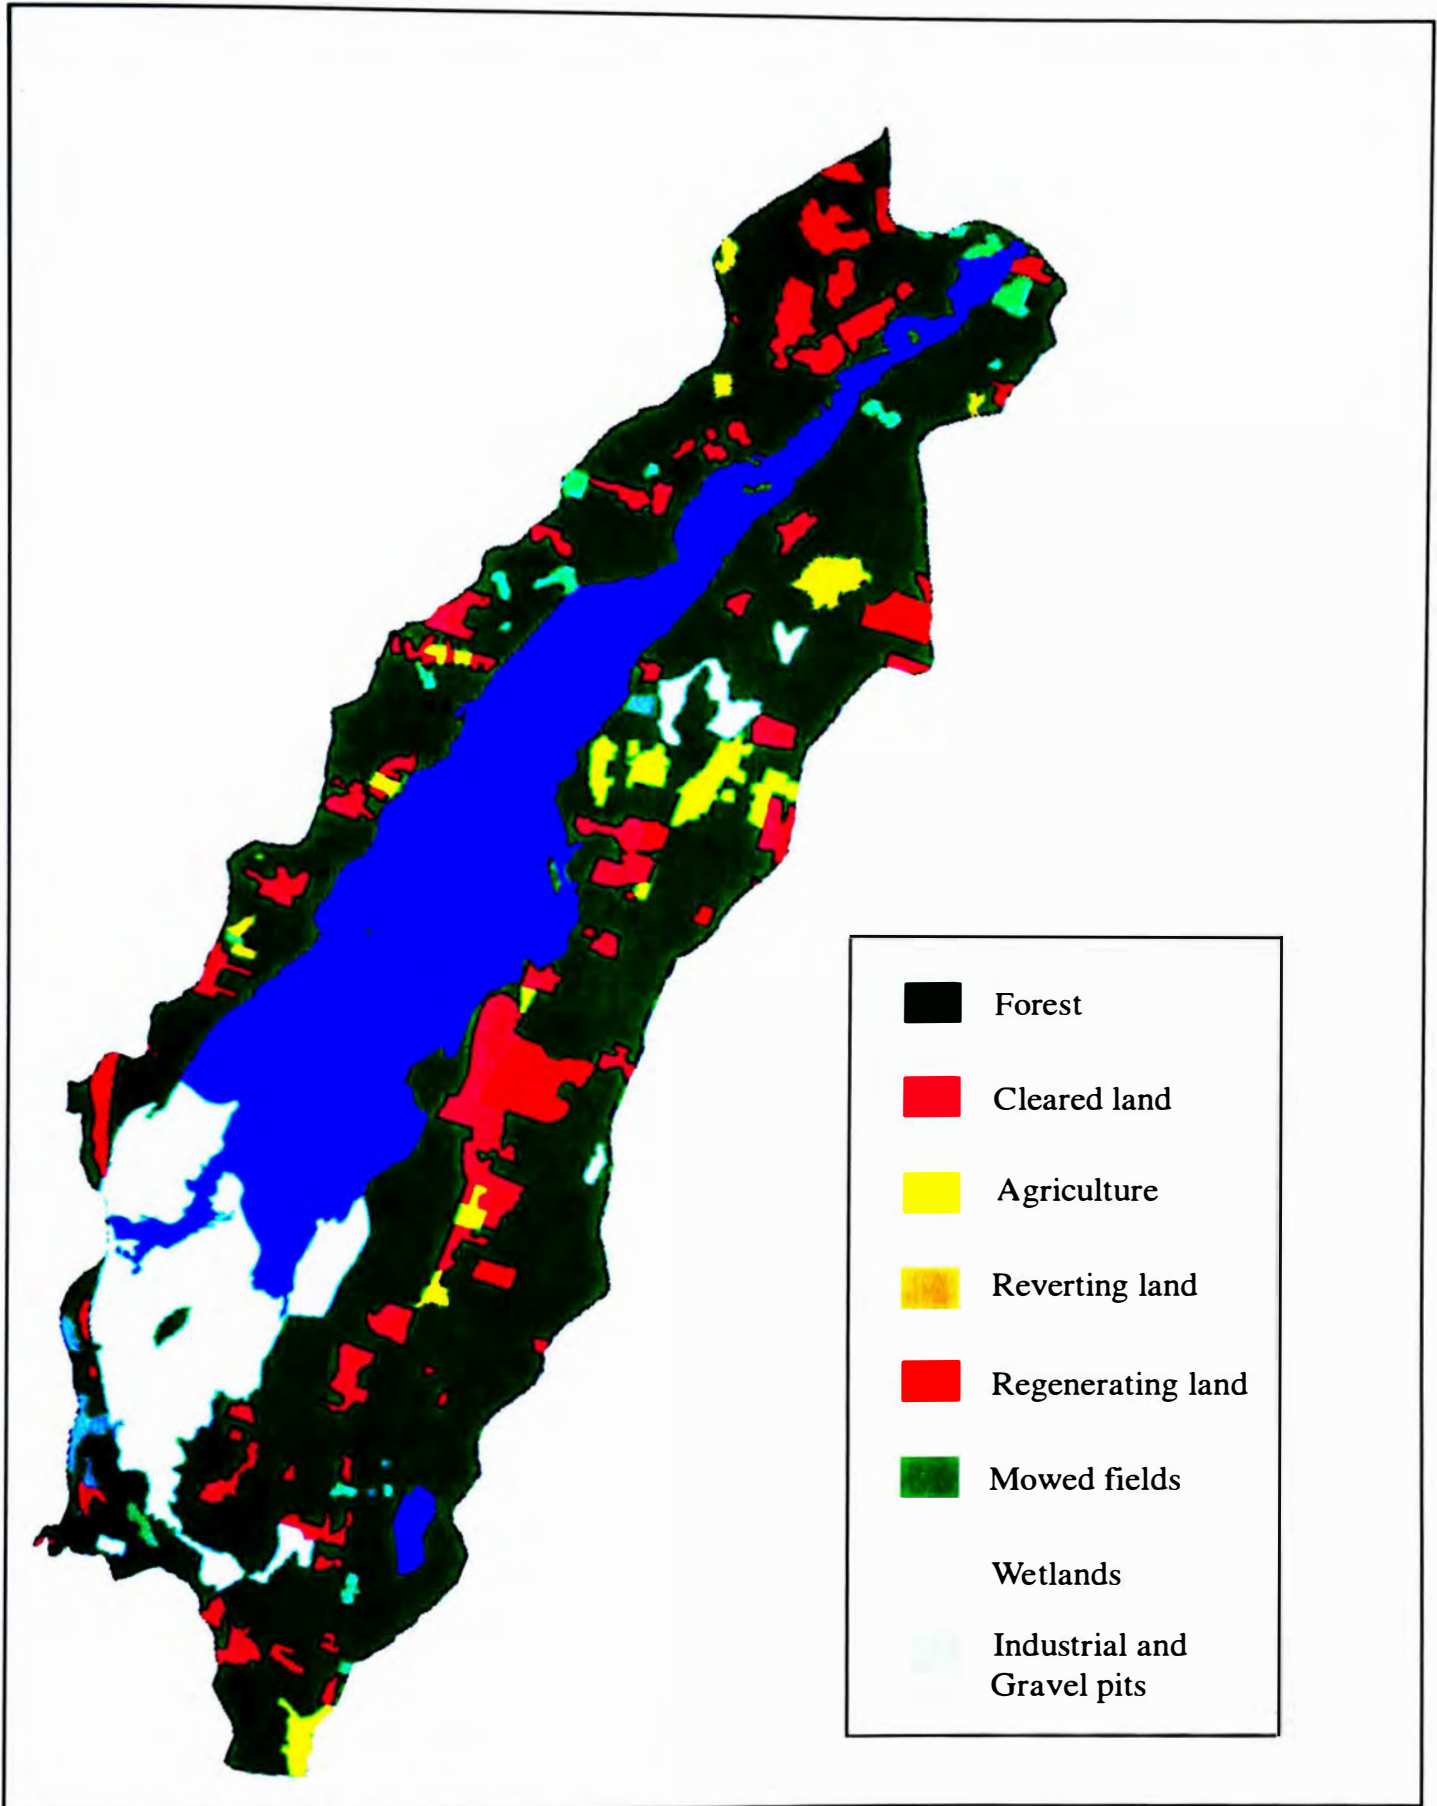 Forest
Cleared land
Agriculture
Reverting land
Regenerating land
Mowed fields
Wetlands
Industrial and
Gravel pits